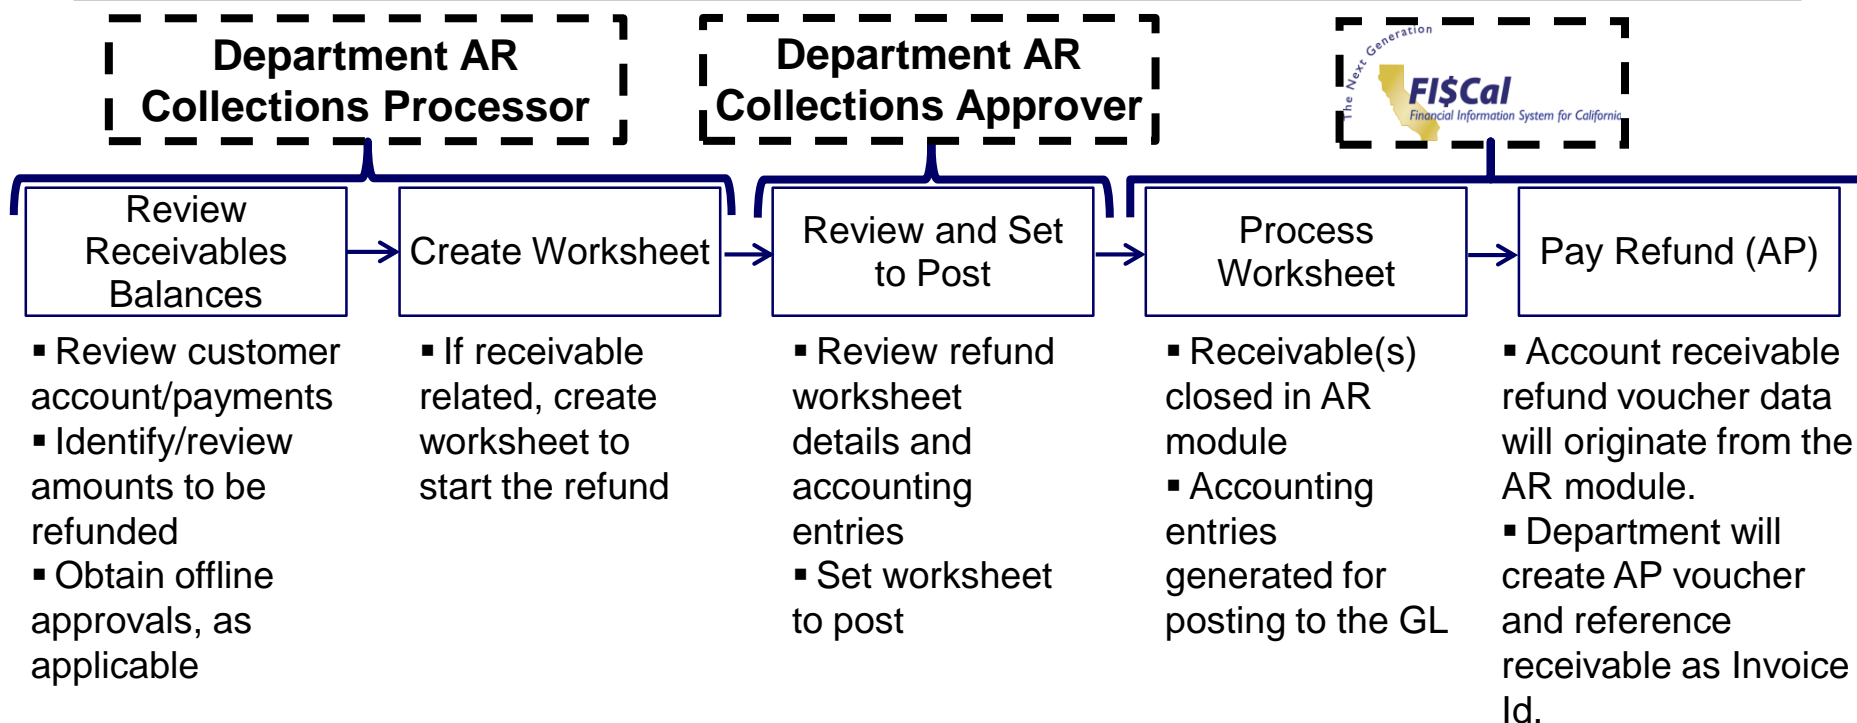 Department AR
Collections Processor
Department AR
Collections Approver
The Next Generation
FI$Cal
Financial Information System for California
Review
Receivables
Balances
Create Worksheet
Review and Set
to Post
Process
Worksheet
Pay Refund (AP)
▪ Review customer
account/payments
▪ Identify/review
amounts to be
refunded
▪ Obtain offline
approvals, as
applicable
▪ If receivable
related, create
worksheet to
start the refund
▪ Review refund
worksheet
details and
accounting
entries
▪ Set worksheet
to post
▪ Receivable(s)
closed in AR
module
▪ Accounting
entries
generated for
posting to the GL
▪ Account receivable
refund voucher data
will originate from the
AR module.
▪ Department will
create AP voucher
and reference
receivable as Invoice
Id.